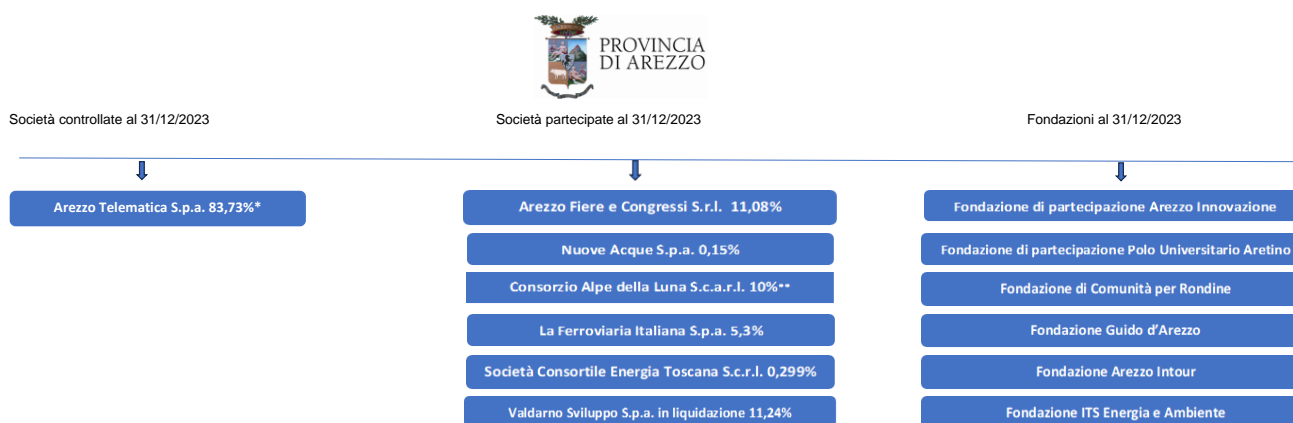 PROVINCIA
DI AREZZO
Società controllate al 31/12/2023
Società partecipate al 31/12/2023
Fondazioni al 31/12/2023
Arezzo Telematica S.p.a. 83,73%*
Arezzo Fiere e Congressi S.r.l. 11,08%
Nuove Acque S.p.a. 0,15%
Consorzio Alpe della Luna S.c.a.r.l. 10%**
La Ferroviaria Italiana S.p.a. 5,3%
Società Consortile Energia Toscana S.c.r.l. 0,299%
Valdarno Sviluppo S.p.a. in liquidazione 11,24%
Fondazione di partecipazione Arezzo Innovazione
Fondazione di partecipazione Polo Universitario Aretino
Fondazione di Comunità per Rondine
Fondazione Guido d’Arezzo
Fondazione Arezzo Intour
Fondazione ITS Energia e Ambiente